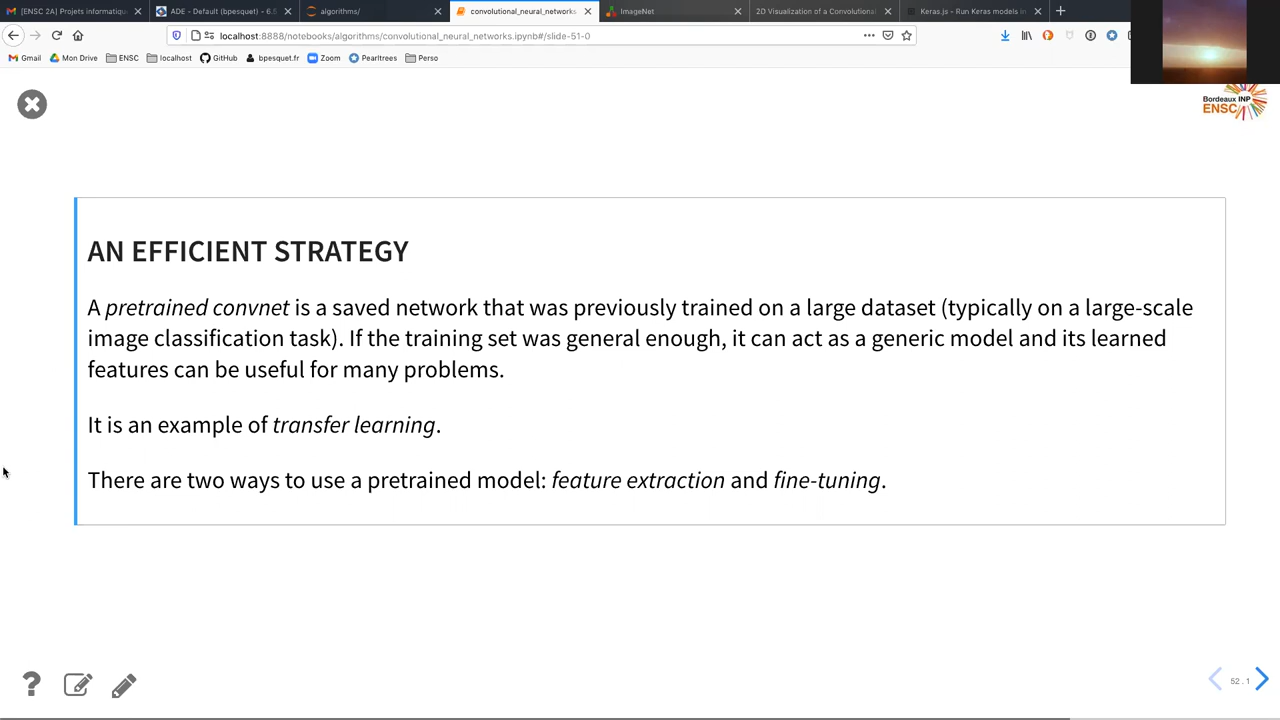 [ENSC 2A] Projets informatiqu
ADE - Default (bpesquet) - 6.5
algorithms/
convolutional_neural_networks
ImageNet
2D Visualization of a Convolutional
Keras.js - Run Keras models in
localhost:8888/notebooks/algorithms/convolutional_neural_networks.ipynb#/slide-51-0
Gmail
Mon Drive
ENSC
localhost
GitHub
bpesquet.fr
Zoom
Pearltrees
Perso
Bordeaux INP
ENSC
AN EFFICIENT STRATEGY
A pretrained convnet is a saved network that was previously trained on a large dataset (typically on a large-scale
image classification task). If the training set was general enough, it can act as a generic model and its learned
features can be useful for many problems.
It is an example of transfer learning.
There are two ways to use a pretrained model: feature extraction and fine-tuning.
?
52.1